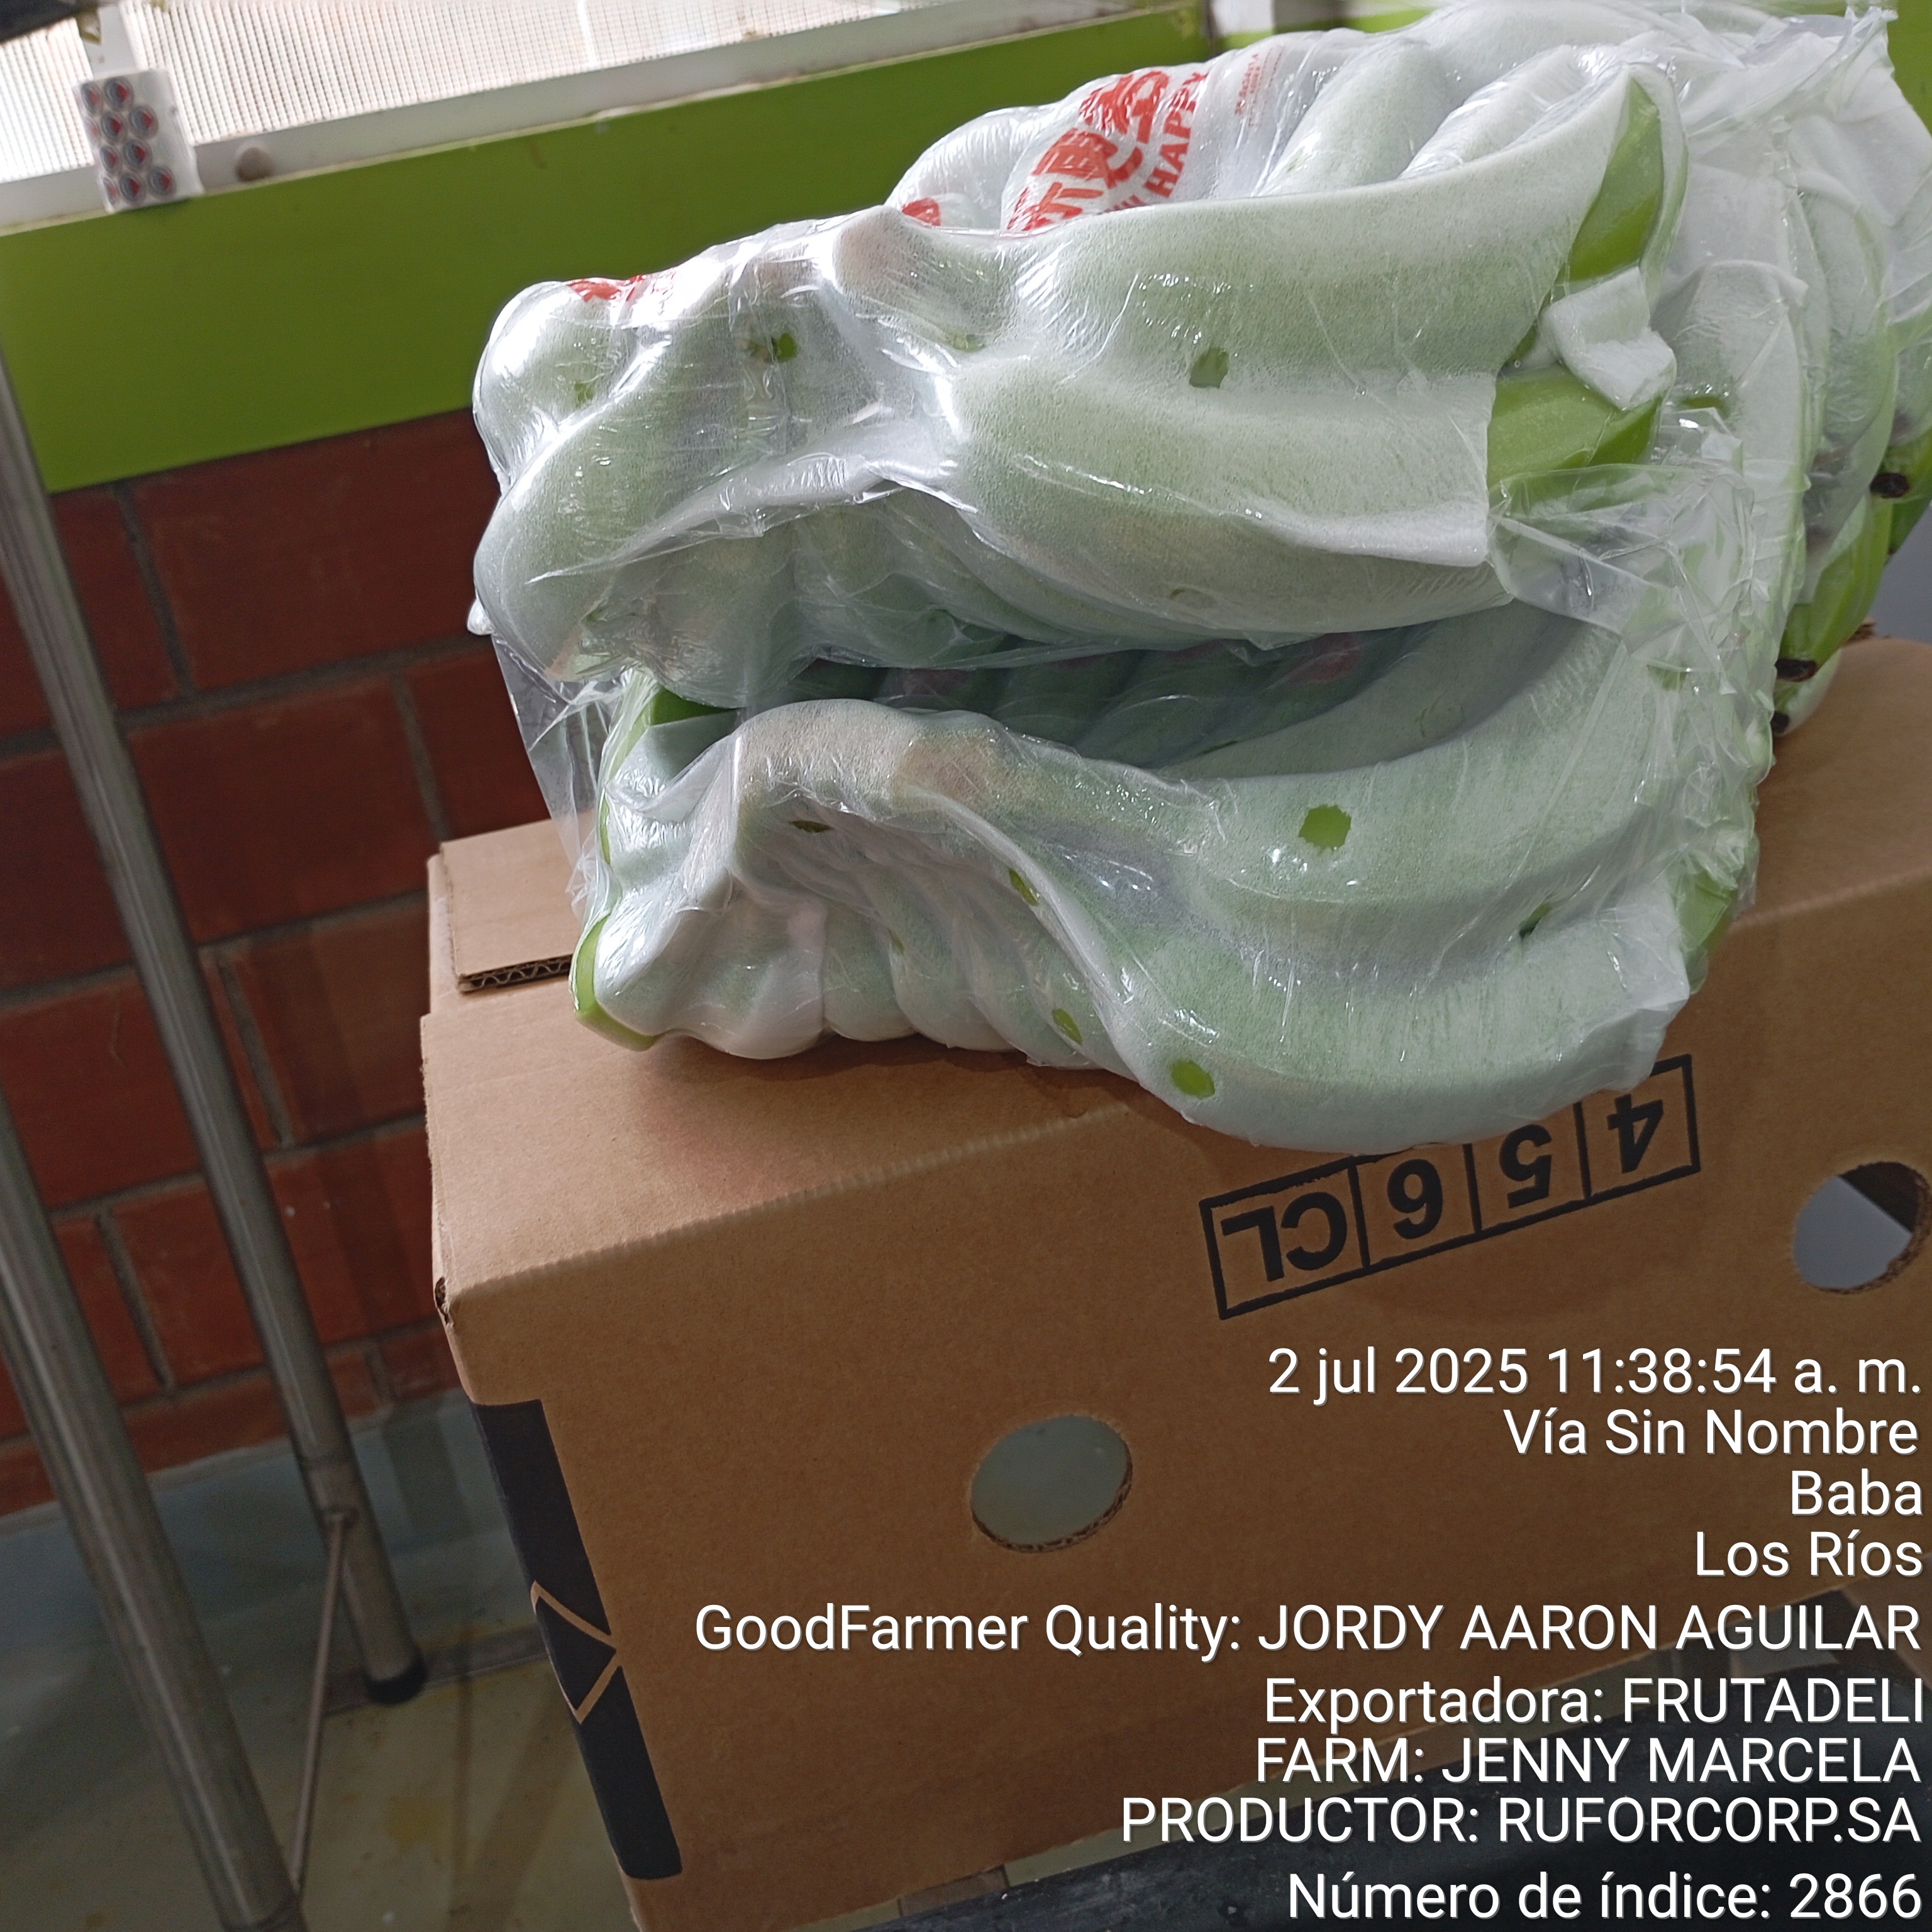 HAPPY
4 5 6 CL
2 jul 2025 11:38:54 a. m.
Vía Sin Nombre
Baba
Los Ríos
GoodFarmer Quality: JORDY AARON AGUILAR
Exportadora: FRUTADELI
FARM: JENNY MARCELA
PRODUCTOR: RUFORCORP.SA
Número de índice: 2866